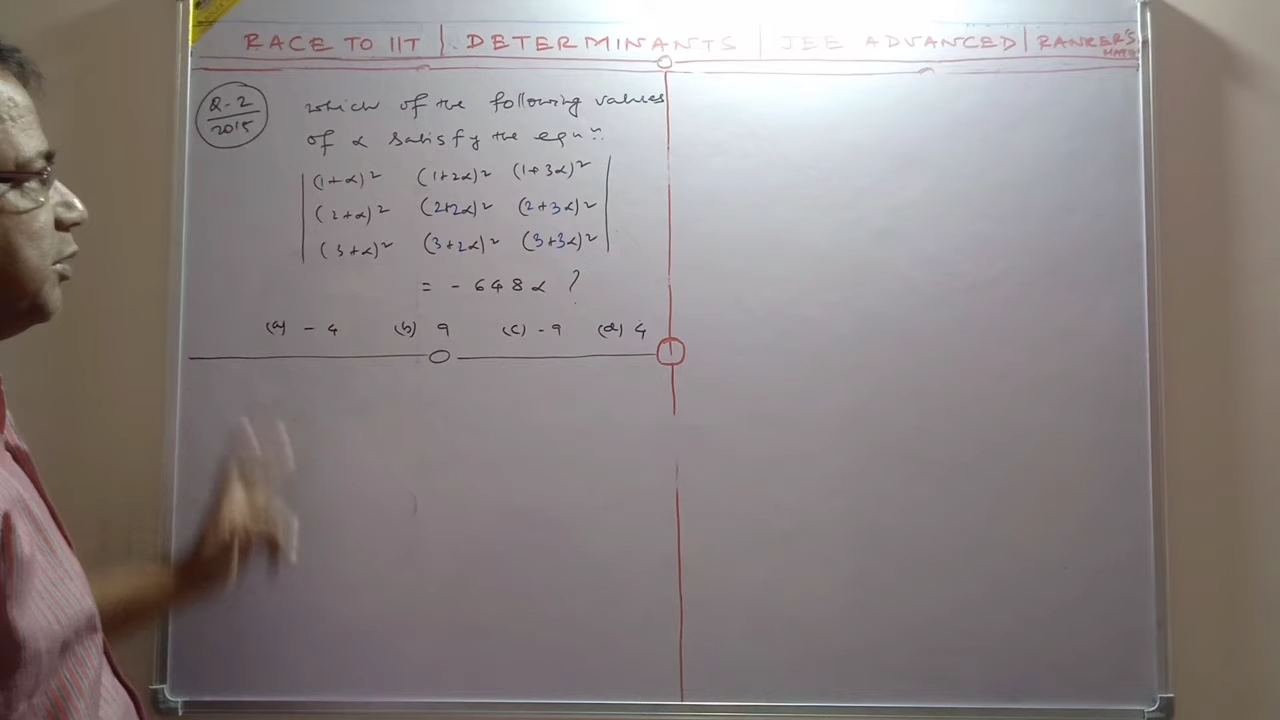 RACE TO IIT | DETERMINANTS | JEE ADVANCED | RANKER'S MATH
Q-2 / 2015
which of the following values
of α satisfy the equn:
(1+α)² (1+2α)² (1+3α)²
(2+α)² (2+2α)² (2+3α)²
(3+α)² (3+2α)² (3+3α)²
= - 648α ?
(a) - 4 (b) 9 (c) - 9 (d) 4